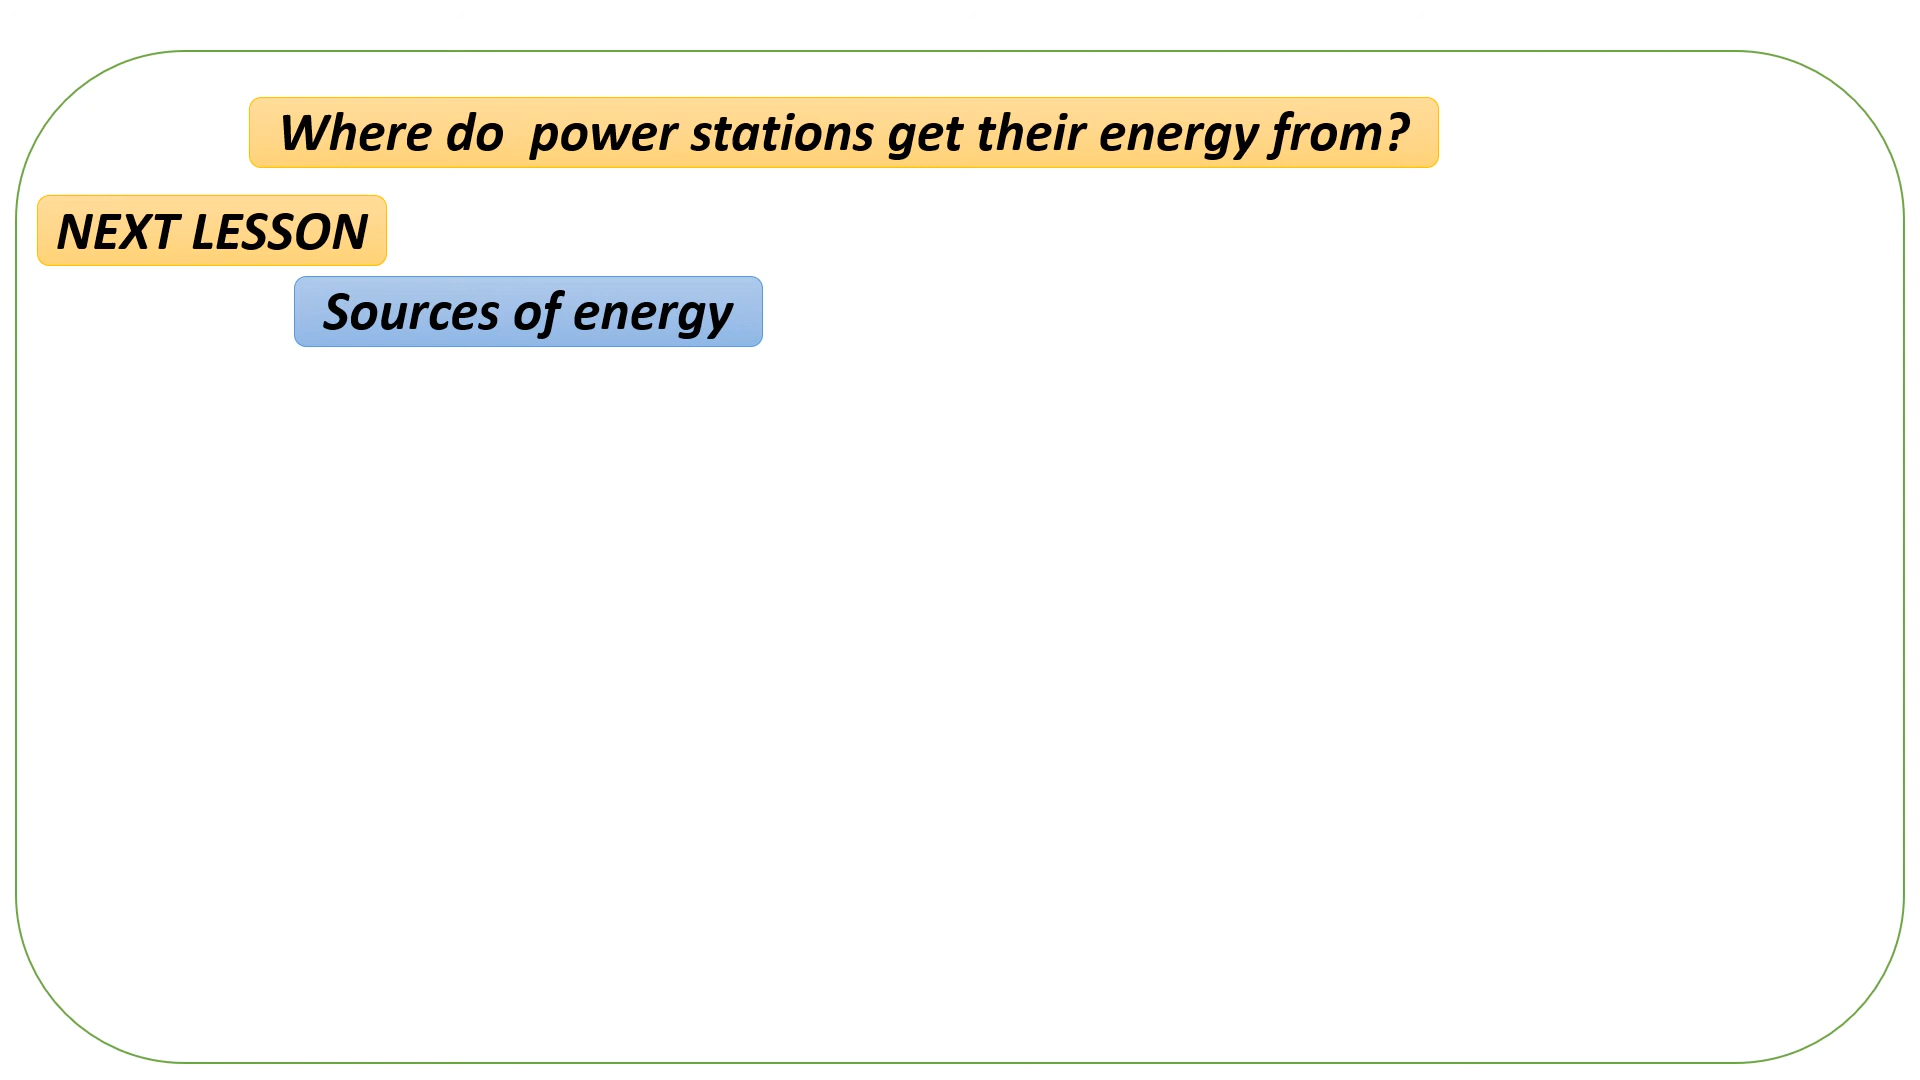 Where do  power stations get their energy from?
NEXT LESSON
Sources of energy